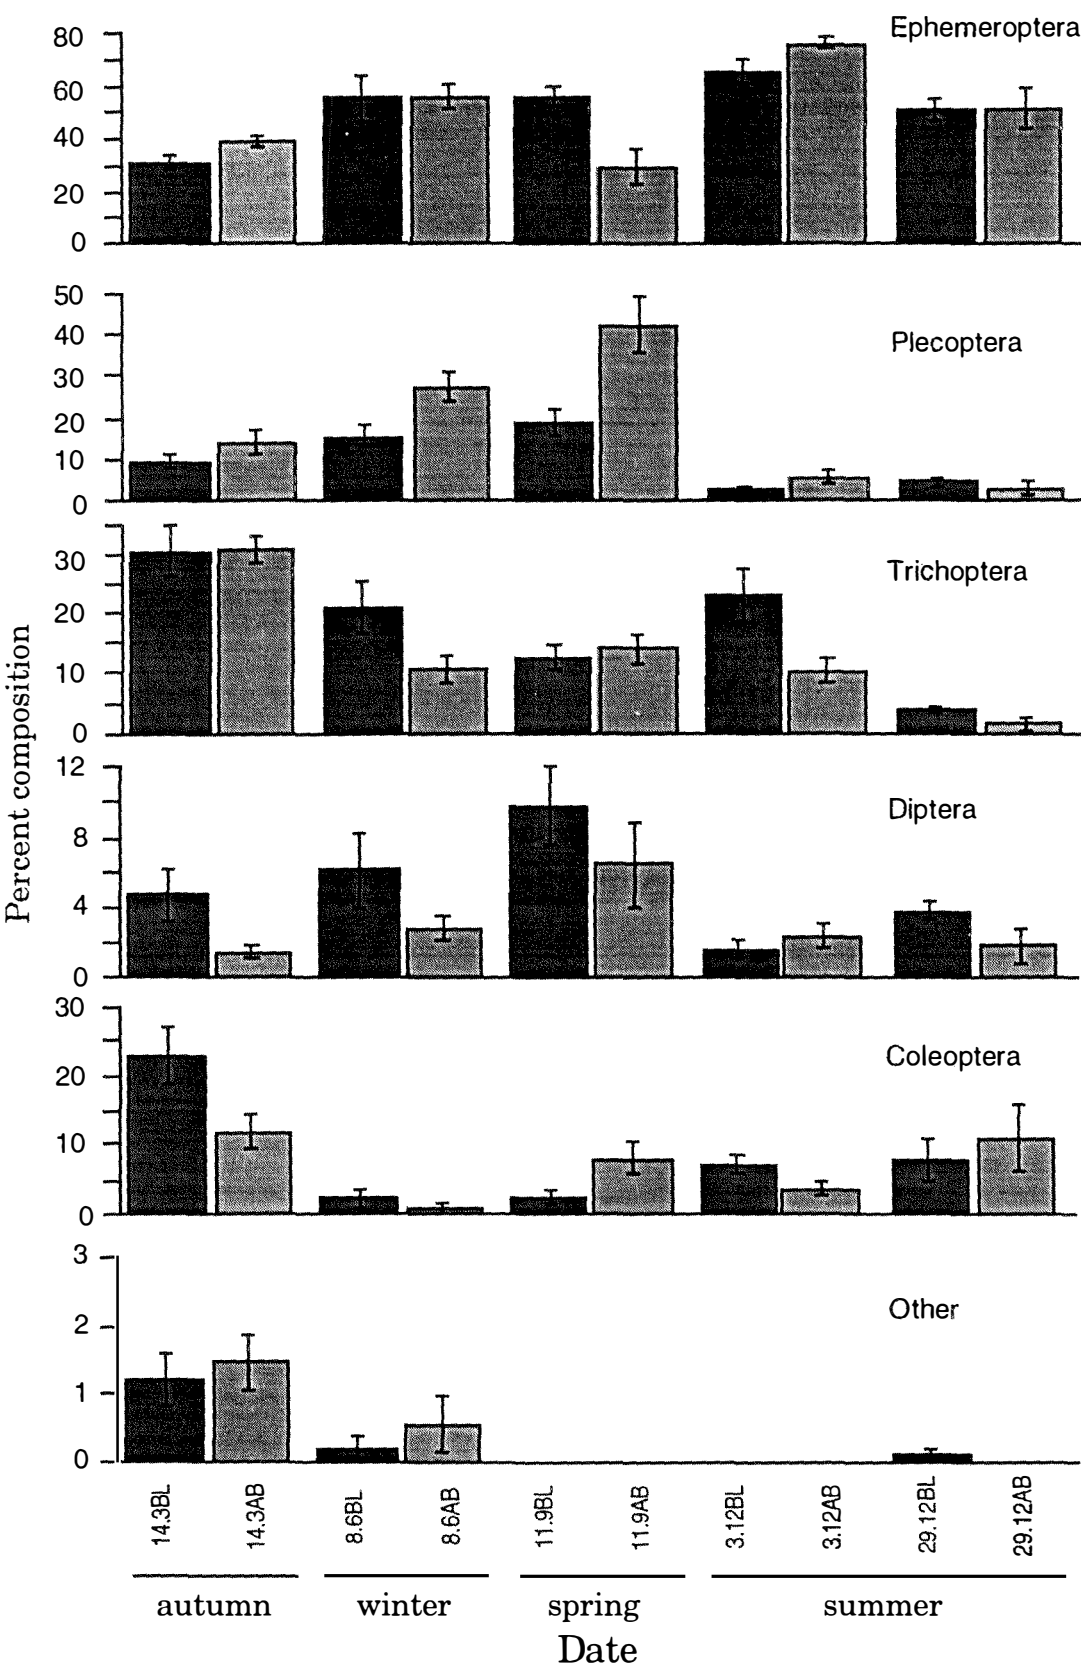 Ephemeroptera
80
60
40
20
0
Plecoptera
50
40
30
20
10
0
Trichoptera
30
20
10
0
Percent composition
Diptera
12
8
4
0
Coleoptera
30
20
10
0
Other
3
2
1
0
14.3BL 14.3AB 8.6BL 8.6AB 11.9BL 11.9AB 3.12BL 3.12AB 29.12BL 29.12AB
autumn winter spring summer
Date